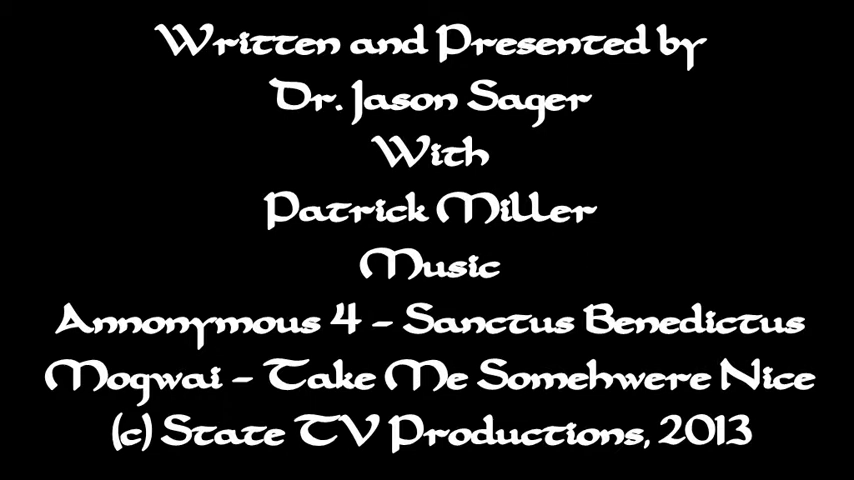 Written and Presented by
Dr. Jason Sager
With
Patrick Miller
Music
Annonymous 4 - Sanctus Benedictus
Mogwai - Take Me Somehwere Nice
(c) State TV Productions, 2013